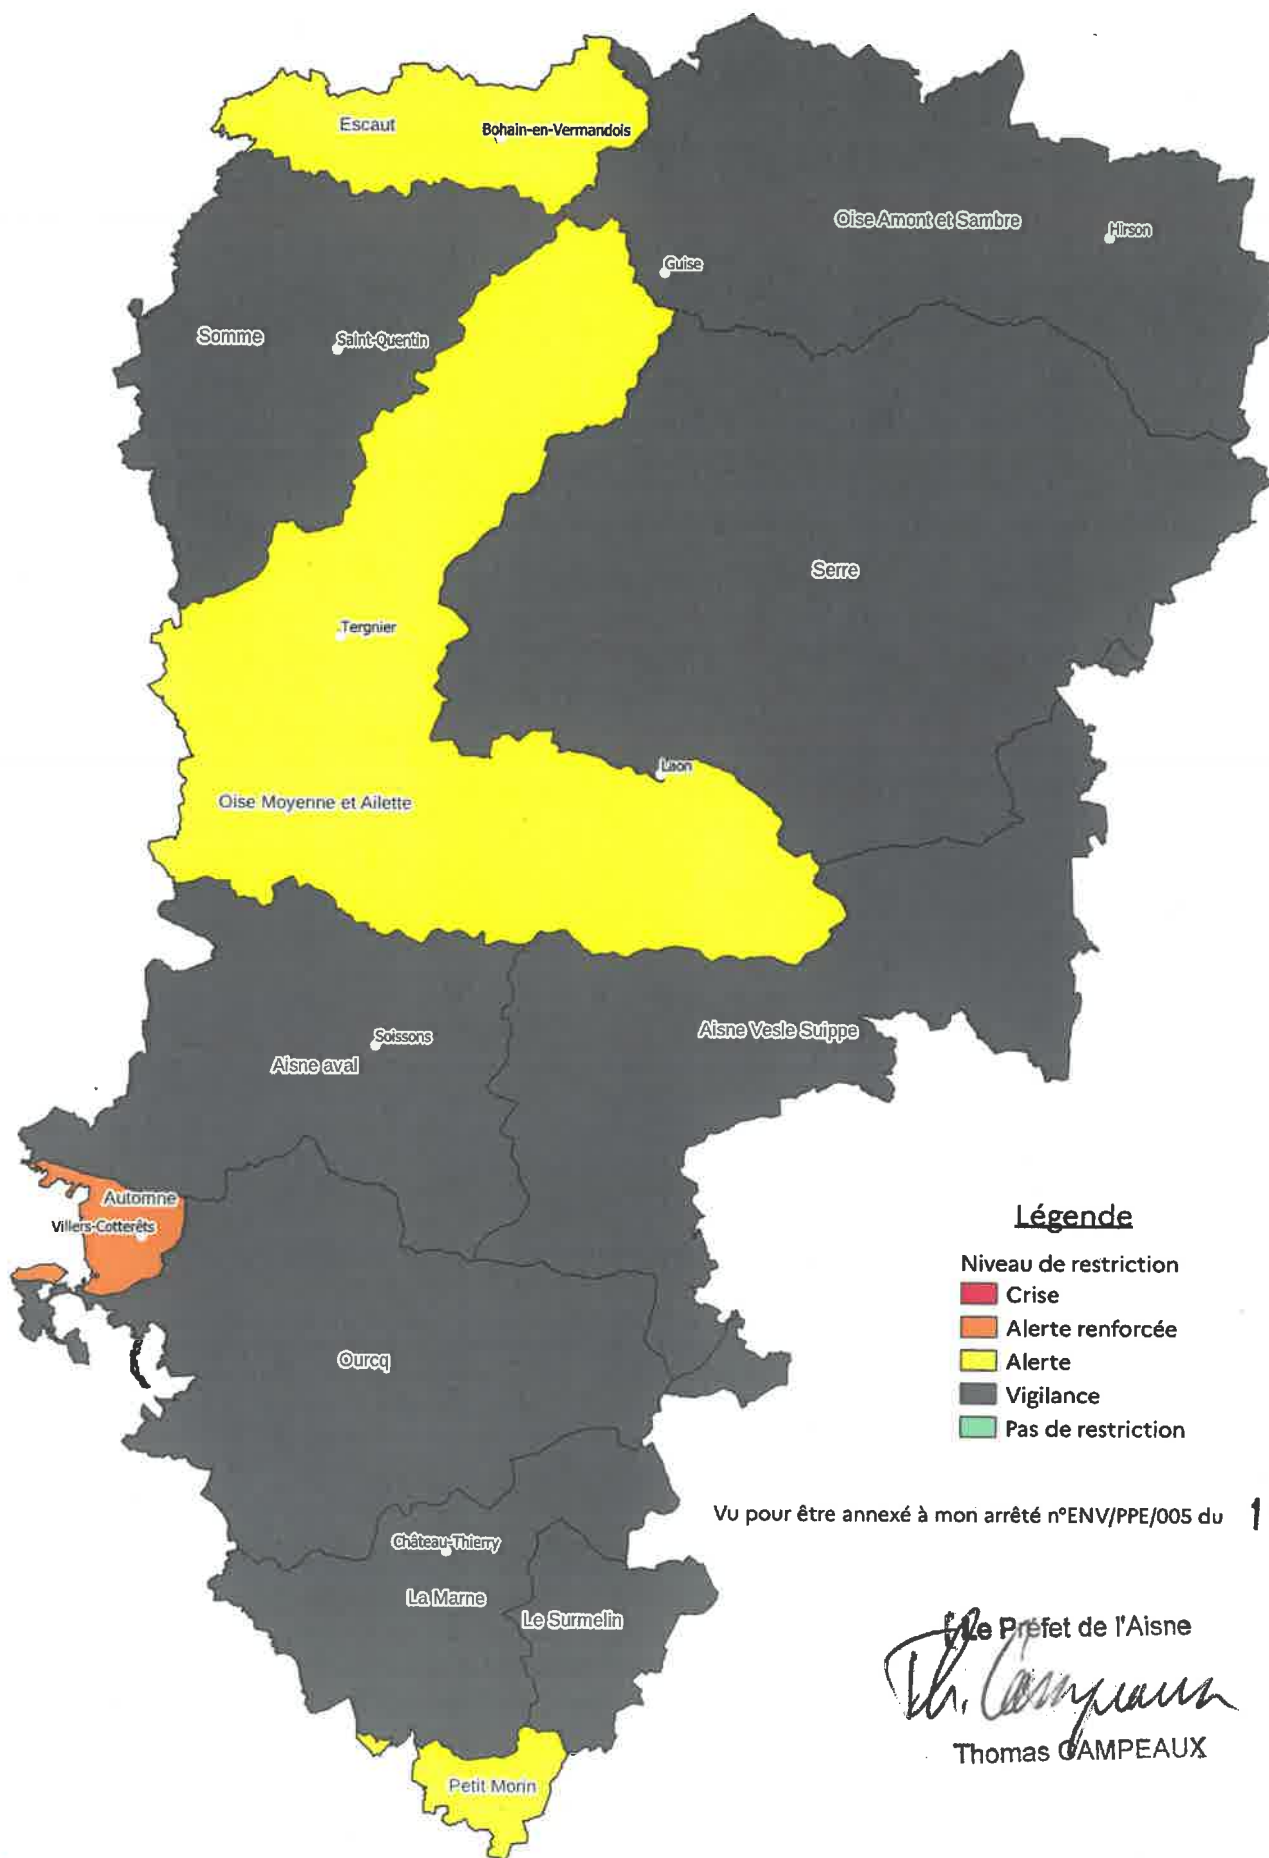 Escaut
Bohain-en-Vermandois
Oise Amont et Sambre
Hirson
Guise
Somme
Saint-Quentin
Serre
Tergnier
Laon
Oise Moyenne et Ailette
Aisne Vesle Suippe
Soissons
Aisne aval
Automne
Villers-Cotterêts
Légende
Niveau de restriction
Crise
Alerte renforcée
Alerte
Vigilance
Pas de restriction
Ourcq
Vu pour être annexé à mon arrêté n°ENV/PPE/005 du 1
Château-Thierry
La Marne
Le Surmelin
Le Préfet de l'Aisne
Th. Campeaux
Thomas CAMPEAUX
Petit Morin